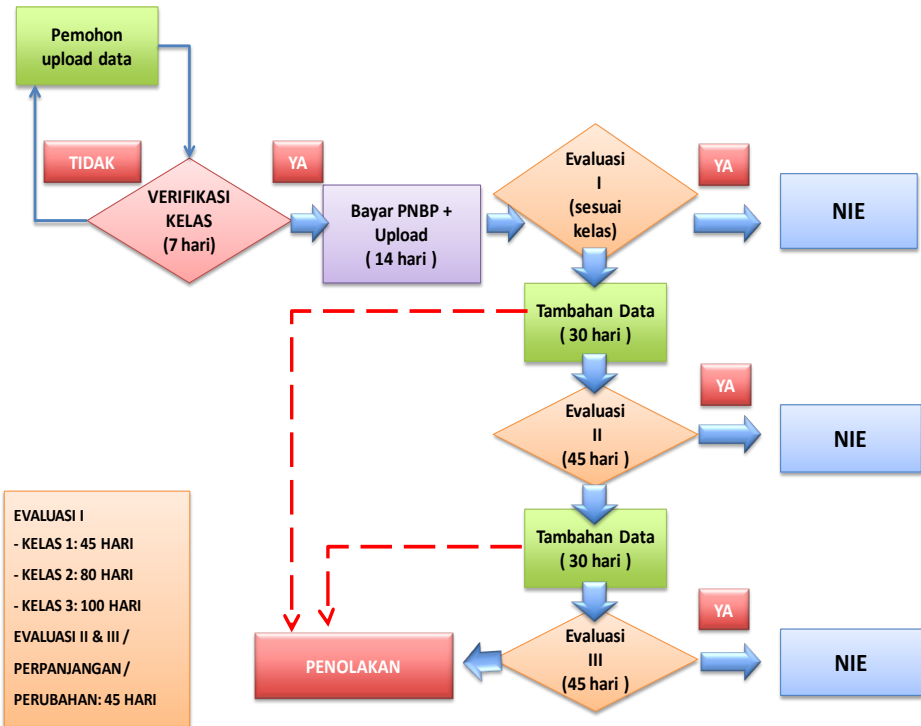 Pemohon
upload data
TIDAK
YA
VERIFIKASI
KELAS
(7 hari)
Bayar PNBP +
Upload
( 14 hari )
Evaluasi
I
(sesuai
kelas)
YA
NIE
Tambahan Data
( 30 hari )
Evaluasi
II
(45 hari )
YA
NIE
Tambahan Data
( 30 hari )
Evaluasi
III
(45 hari )
YA
NIE
PENOLAKAN
EVALUASI I
- KELAS 1: 45 HARI
- KELAS 2: 80 HARI
- KELAS 3: 100 HARI
EVALUASI II & III /
PERPANJANGAN /
PERUBAHAN: 45 HARI